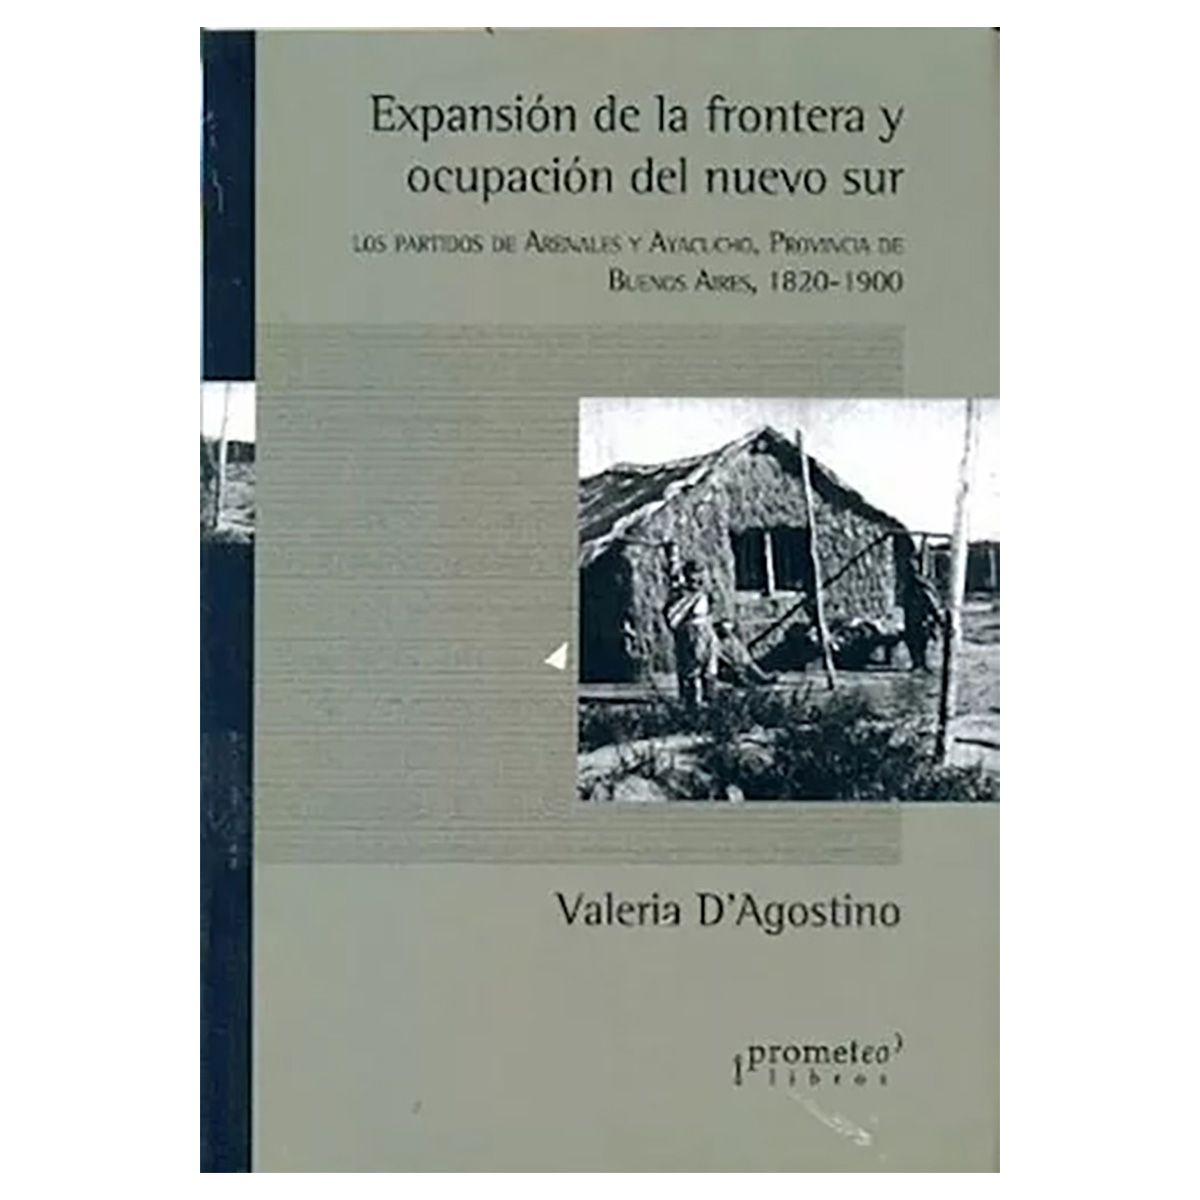 Expansión de la frontera y
ocupación del nuevo sur
LOS PARTIDOS DE ARENALES Y AYACUCHO, PROVINCIA DE
BUENOS AIRES, 1820-1900
Valeria D'Agostino
prometeo
libros